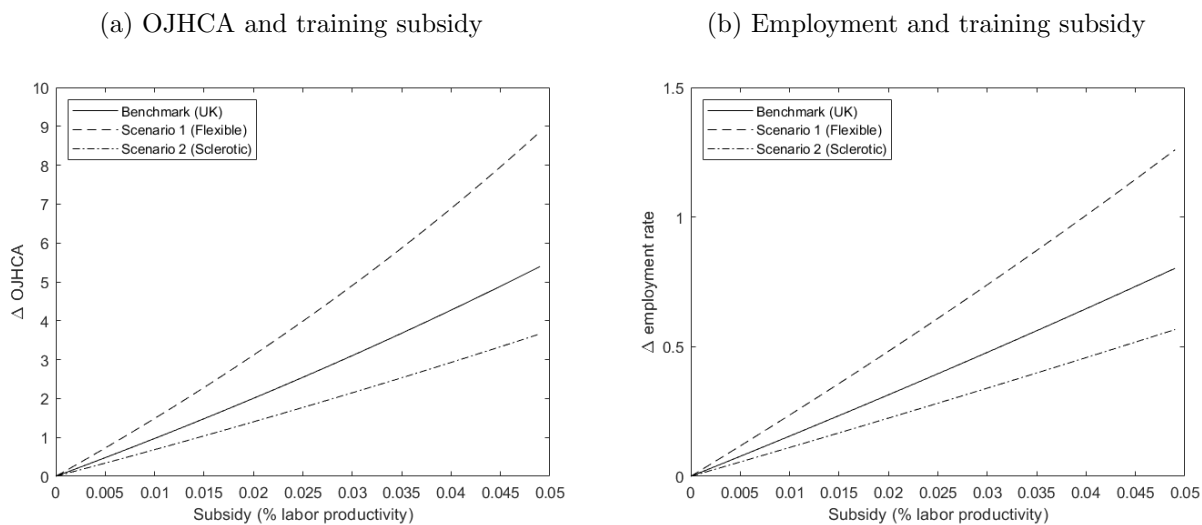 (a) OJHCA and training subsidy
10
9
8
7
6
5
4
3
2
1
0
Δ OJHCA
Benchmark (UK)
Scenario 1 (Flexible)
Scenario 2 (Sclerotic)
0 0.005 0.01 0.015 0.02 0.025 0.03 0.035 0.04 0.045 0.05
Subsidy (% labor productivity)
(b) Employment and training subsidy
1.5
1
0.5
0
Δ employment rate
Benchmark (UK)
Scenario 1 (Flexible)
Scenario 2 (Sclerotic)
0 0.005 0.01 0.015 0.02 0.025 0.03 0.035 0.04 0.045 0.05
Subsidy (% labor productivity)